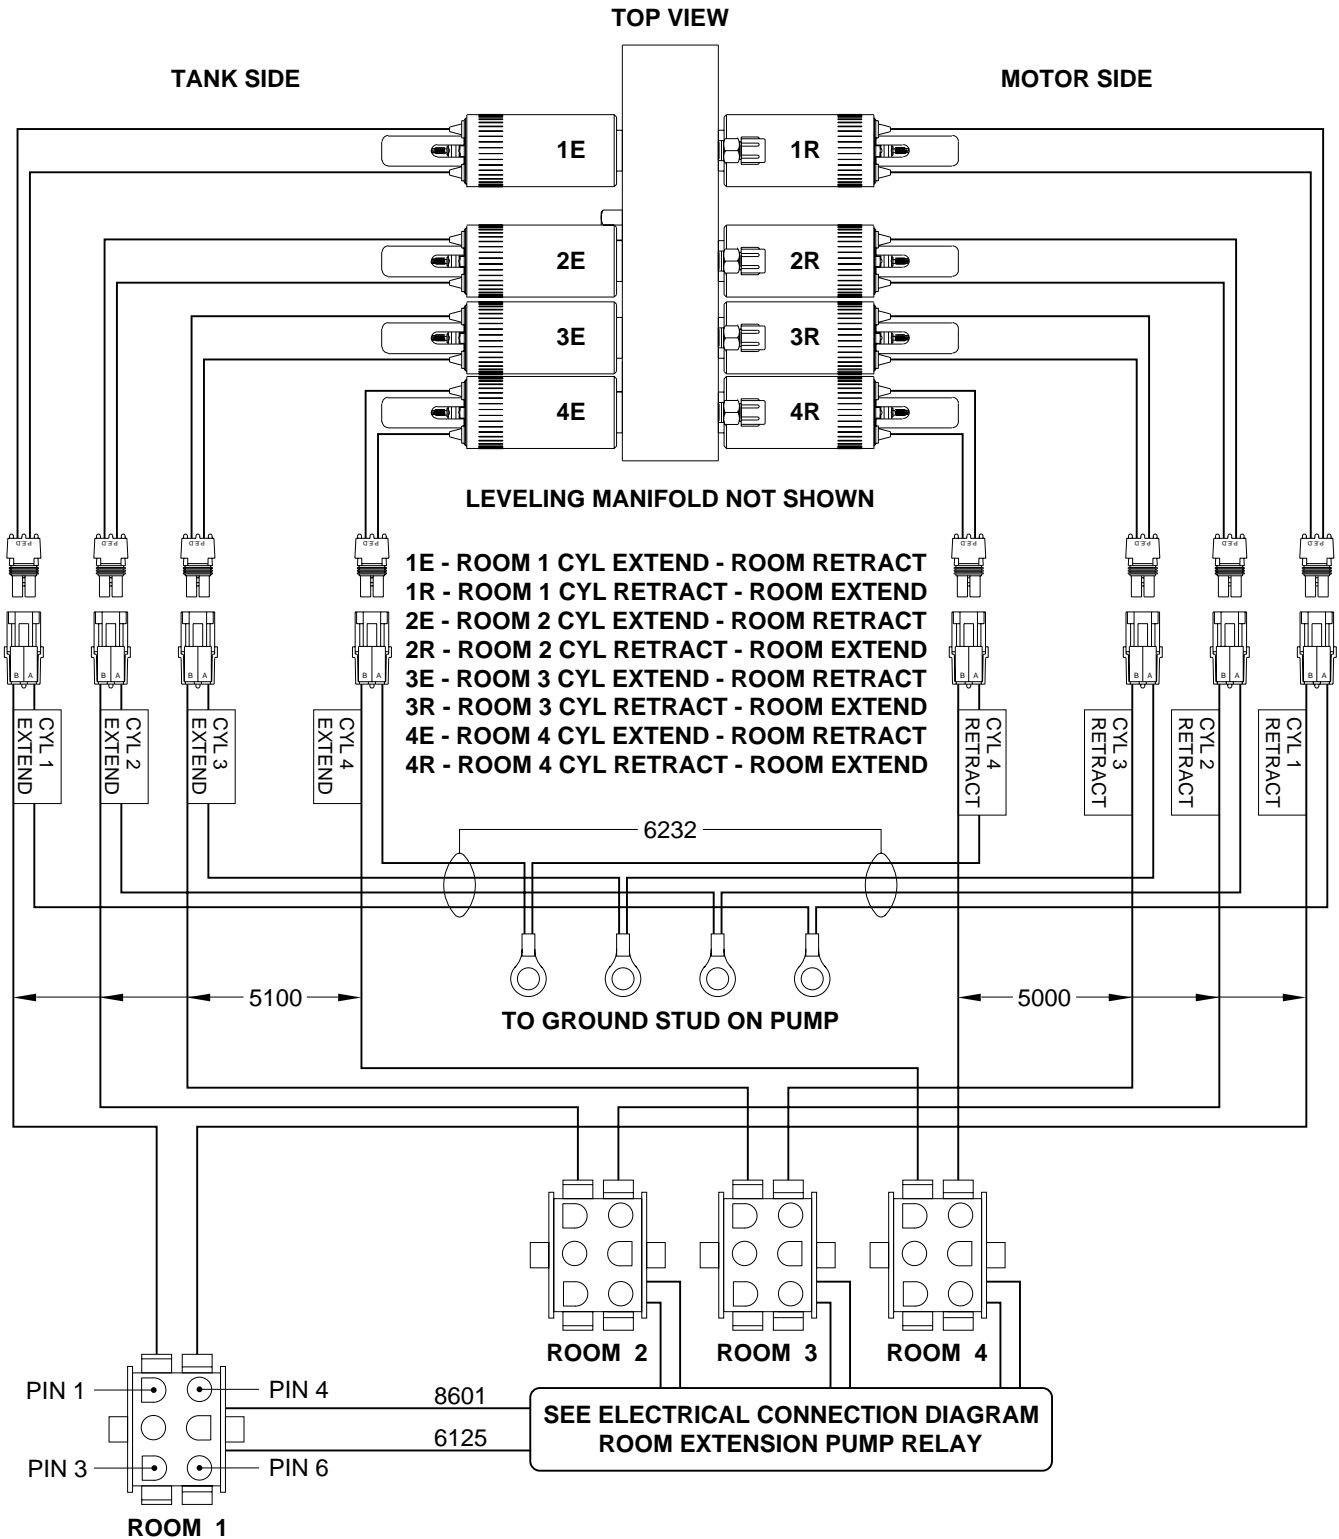 TOP VIEW
TANK SIDE
MOTOR SIDE
1E
1R
2E
2R
3E
3R
4E
4R
LEVELING MANIFOLD NOT SHOWN
P.E.D
P.E.D
P.E.D
P.E.D
P.E.D
P.E.D
P.E.D
P.E.D
1E - ROOM 1 CYL EXTEND - ROOM RETRACT
1R - ROOM 1 CYL RETRACT - ROOM EXTEND
2E - ROOM 2 CYL EXTEND - ROOM RETRACT
2R - ROOM 2 CYL RETRACT - ROOM EXTEND
3E - ROOM 3 CYL EXTEND - ROOM RETRACT
3R - ROOM 3 CYL RETRACT - ROOM EXTEND
4E - ROOM 4 CYL EXTEND - ROOM RETRACT
4R - ROOM 4 CYL RETRACT - ROOM EXTEND
B A
B A
B A
B A
B A
B A
B A
B A
CYL 1
EXTEND
CYL 2
EXTEND
CYL 3
EXTEND
CYL 4
EXTEND
CYL 4
RETRACT
CYL 3
RETRACT
CYL 2
RETRACT
CYL 1
RETRACT
6232
5100
5000
TO GROUND STUD ON PUMP
ROOM 2
ROOM 3
ROOM 4
PIN 1
PIN 4
8601
6125
PIN 3
PIN 6
SEE ELECTRICAL CONNECTION DIAGRAM
ROOM EXTENSION PUMP RELAY
ROOM 1